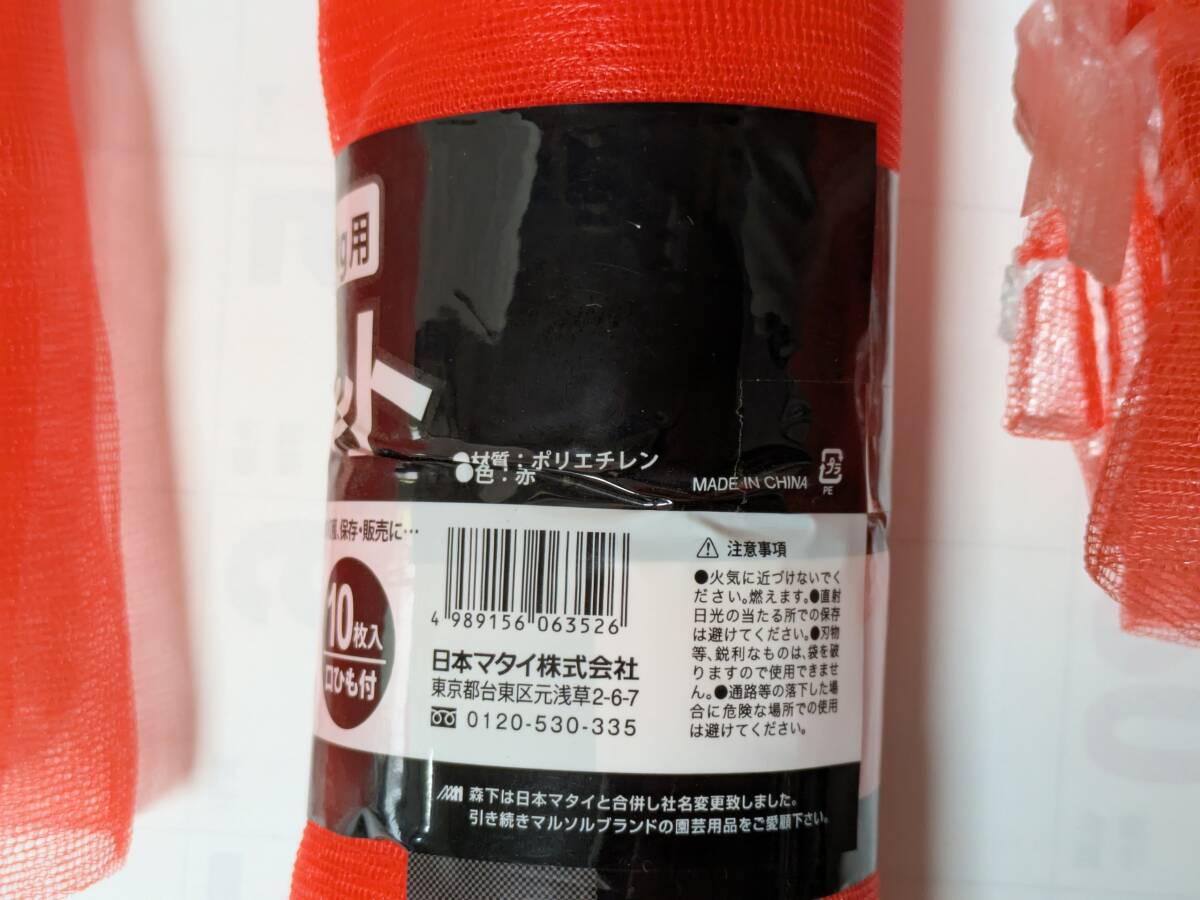 g用
ット
●材質：ポリエチレン
●色：赤
MADE IN CHINA
プラ
PE
、保存・販売に…
10枚入
口ひも付
4 989156 063526
日本マタイ株式会社
東京都台東区元浅草2-6-7
0120-530-335
注意事項
●火気に近づけないでく
ださい。燃えます。●直射
日光の当たる所での保存
は避けてください。●刃物
等、鋭利なものは、袋を破
りますので使用できませ
ん。●通路等の落下した場
合に危険な場所での使用
は避けてください。
森下は日本マタイと合併し社名変更致しました。
引き続きマルソルブランドの園芸用品をご愛顧下さい。